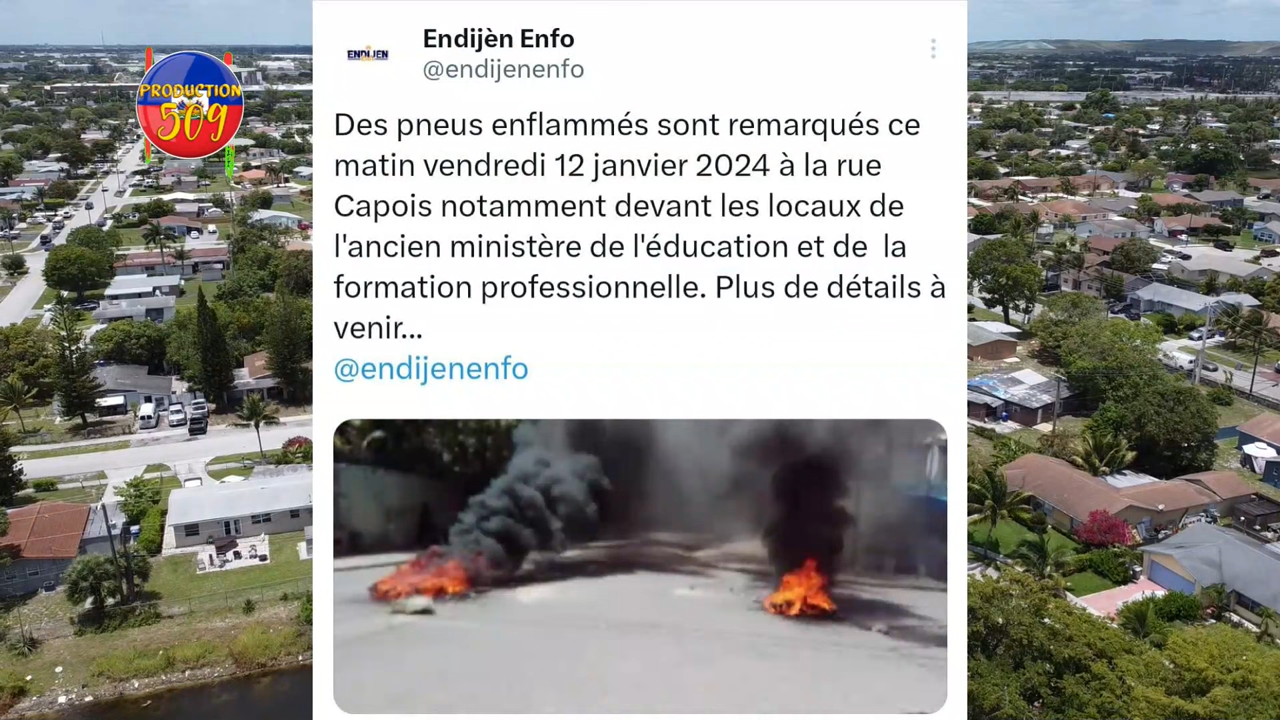 PRODUCTION
509
ENDIJEN
Endijèn Enfo
@endijenenfo
Des pneus enflammés sont remarqués ce
matin vendredi 12 janvier 2024 à la rue
Capois notamment devant les locaux de
l'ancien ministère de l'éducation et de la
formation professionnelle. Plus de détails à
venir...
@endijenenfo